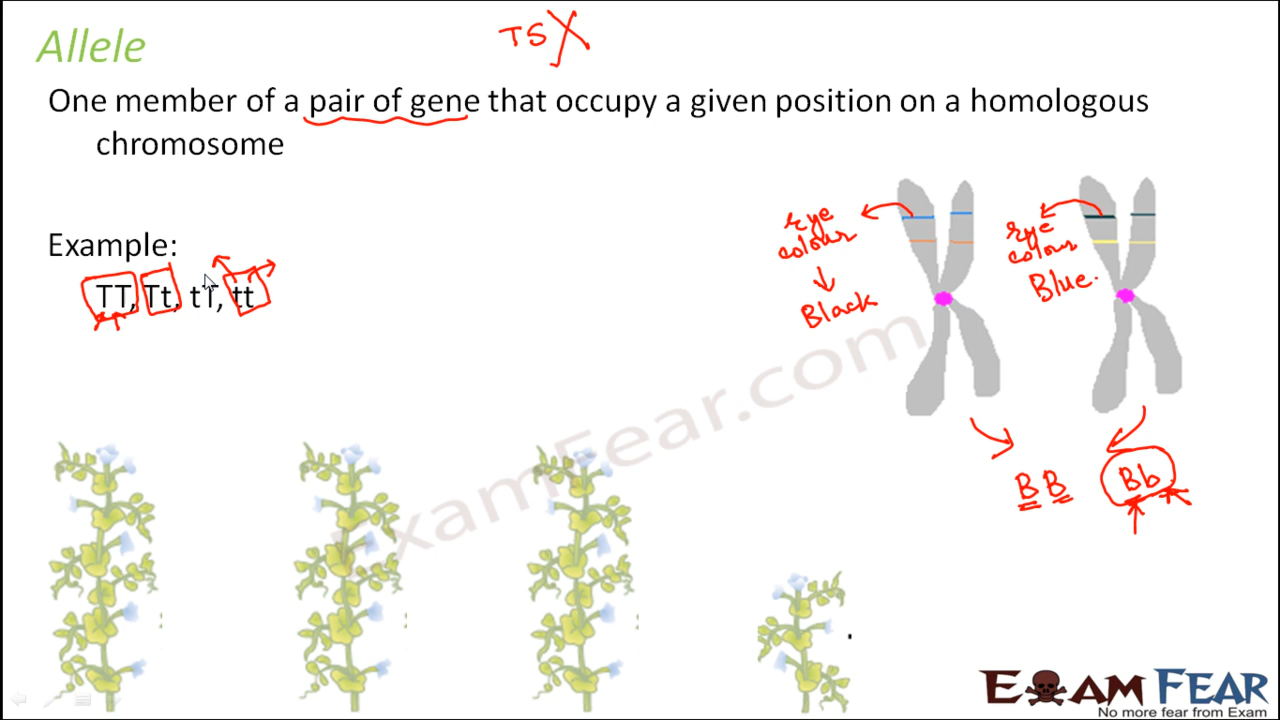 Allele
TS
One member of a pair of gene that occupy a given position on a homologous
chromosome
Example:
TT, Tt, tT, tt
Eye
colour
Black
Eye
colour
Blue.
BB
Bb
ExamFear.com
EXAM FEAR
No more fear from Exam